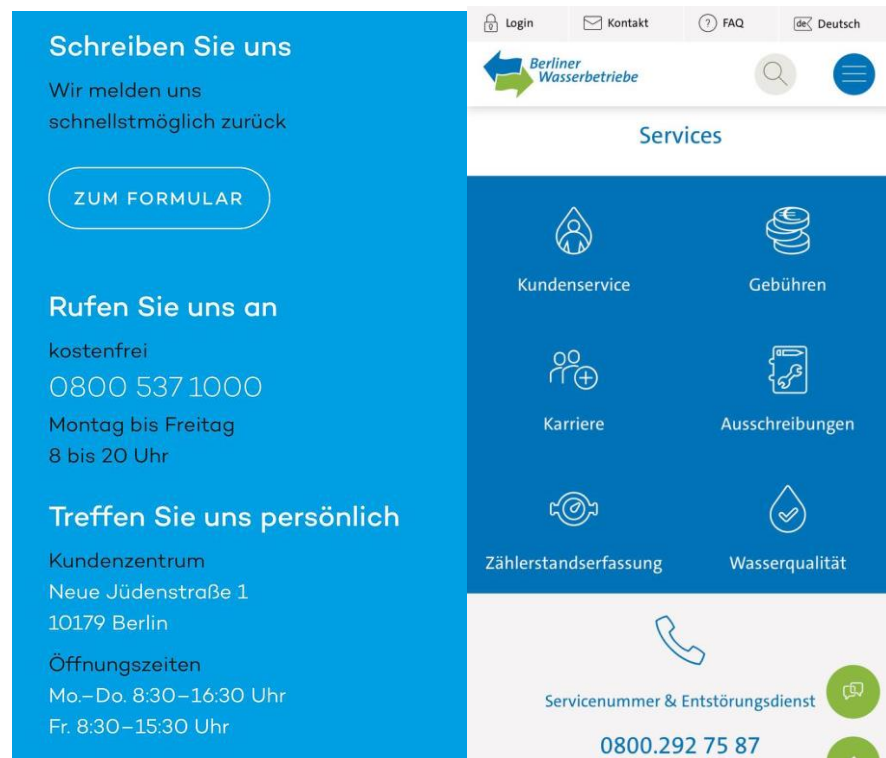 Schreiben Sie uns
Wir melden uns
schnellstmöglich zurück
ZUM FORMULAR
Rufen Sie uns an
kostenfrei
0800 537 1000
Montag bis Freitag
8 bis 20 Uhr
Treffen Sie uns persönlich
Kundenzentrum
Neue Jüdenstraße 1
10179 Berlin
Öffnungszeiten
Mo.–Do. 8:30–16:30 Uhr
Fr. 8:30–15:30 Uhr
Login Kontakt ? FAQ de Deutsch
Berliner
Wasserbetriebe
Services
Kundenservice Gebühren
Karriere Ausschreibungen
Zählerstandserfassung Wasserqualität
Servicenummer & Entstörungsdienst
0800.292 75 87